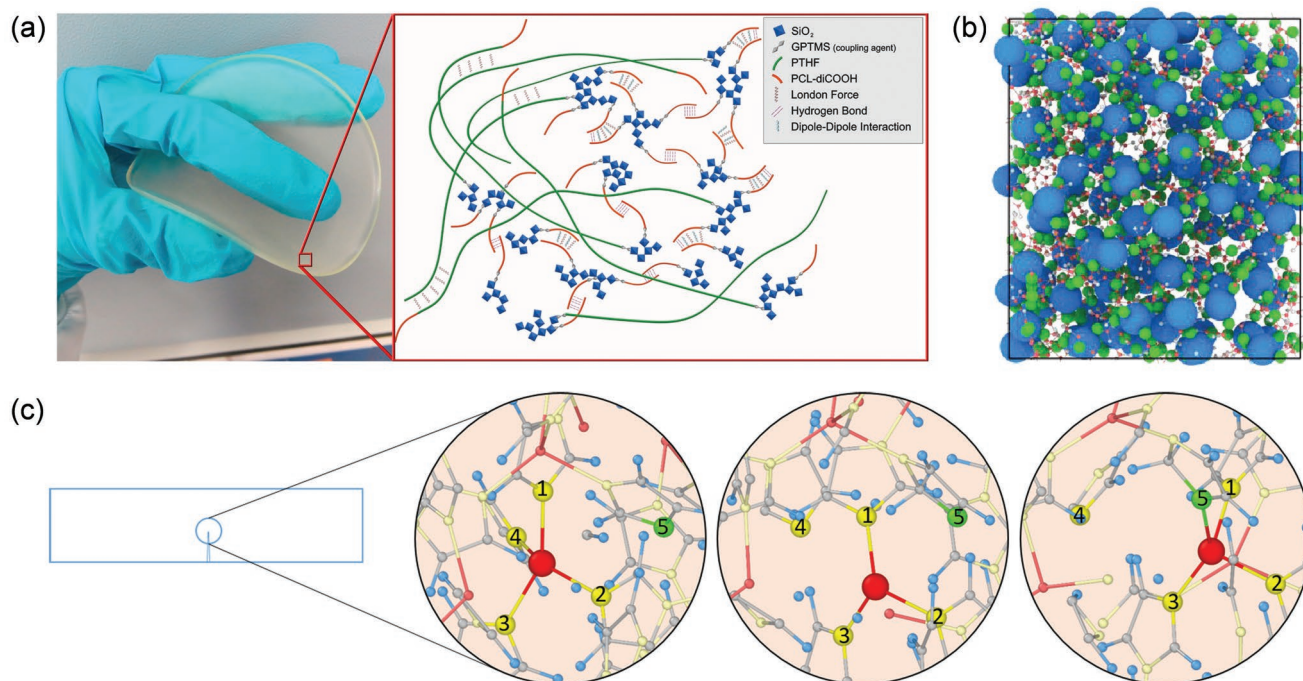 (a)
SiO₂
GPTMS (coupling agent)
PTHF
PCL-diCOOH
London Force
Hydrogen Bond
Dipole-Dipole Interaction
(b)
(c)
1
4
5
2
3
4
1
5
3
2
4
5
1
3
2